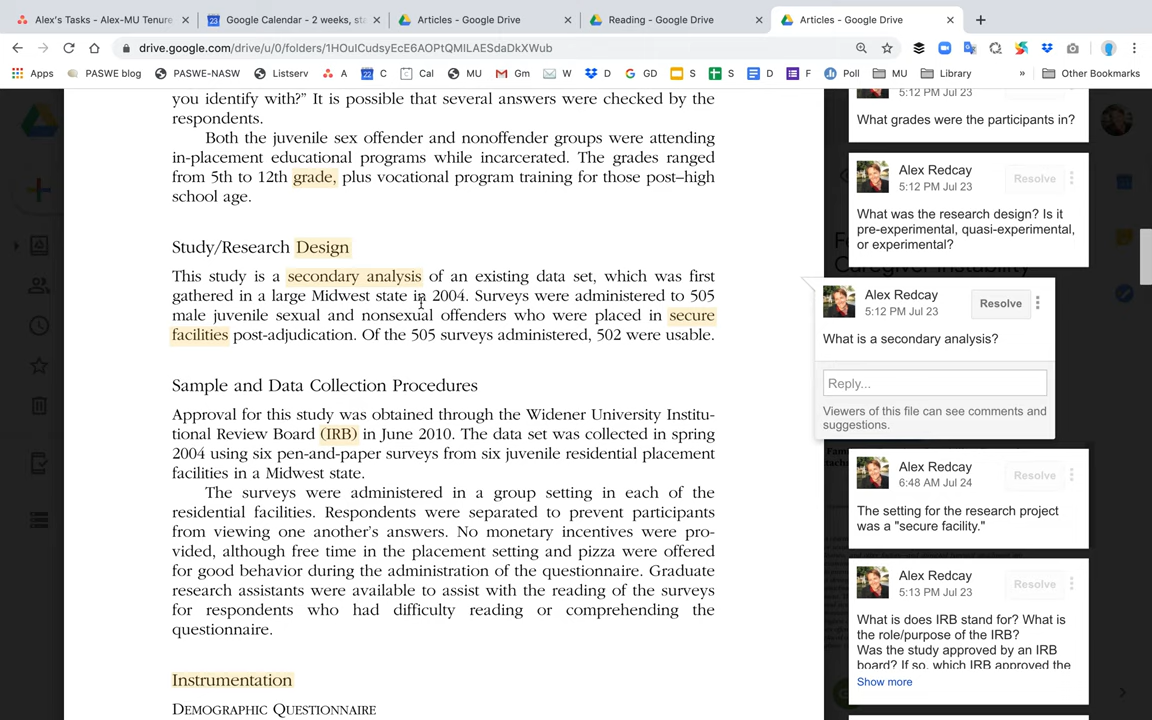 Alex's Tasks - Alex-MU Tenure
Google Calendar - 2 weeks, sta
Articles - Google Drive
Reading - Google Drive
Articles - Google Drive
drive.google.com/drive/u/0/folders/1HOuICudsyEcE6AOPtQMILAESdaDkXWub
Apps PASWE blog PASWE-NASW Listserv A C Cal MU Gm W D GD S S D F Poll MU Library » Other Bookmarks
you identify with?” It is possible that several answers were checked by the
respondents.
Both the juvenile sex offender and nonoffender groups were attending
in-placement educational programs while incarcerated. The grades ranged
from 5th to 12th grade, plus vocational program training for those post–high
school age.
Study/Research Design
This study is a secondary analysis of an existing data set, which was first
gathered in a large Midwest state in 2004. Surveys were administered to 505
male juvenile sexual and nonsexual offenders who were placed in secure
facilities post-adjudication. Of the 505 surveys administered, 502 were usable.
Sample and Data Collection Procedures
Approval for this study was obtained through the Widener University Institu-
tional Review Board (IRB) in June 2010. The data set was collected in spring
2004 using six pen-and-paper surveys from six juvenile residential placement
facilities in a Midwest state.
The surveys were administered in a group setting in each of the
residential facilities. Respondents were separated to prevent participants
from viewing one another’s answers. No monetary incentives were pro-
vided, although free time in the placement setting and pizza were offered
for good behavior during the administration of the questionnaire. Graduate
research assistants were available to assist with the reading of the surveys
for respondents who had difficulty reading or comprehending the
questionnaire.
Instrumentation
DEMOGRAPHIC QUESTIONNAIRE
5:12 PM Jul 23
What grades were the participants in?
Alex Redcay
5:12 PM Jul 23
Resolve
What was the research design? Is it
pre-experimental, quasi-experimental,
or experimental?
Caregiver Instability
Alex Redcay
5:12 PM Jul 23
Resolve
What is a secondary analysis?
Reply...
Viewers of this file can see comments and
suggestions.
Alex Redcay
6:48 AM Jul 24
Resolve
The setting for the research project
was a "secure facility."
Alex Redcay
5:13 PM Jul 23
Resolve
What is does IRB stand for? What is
the role/purpose of the IRB?
Was the study approved by an IRB
board? If so, which IRB approved the
Show more